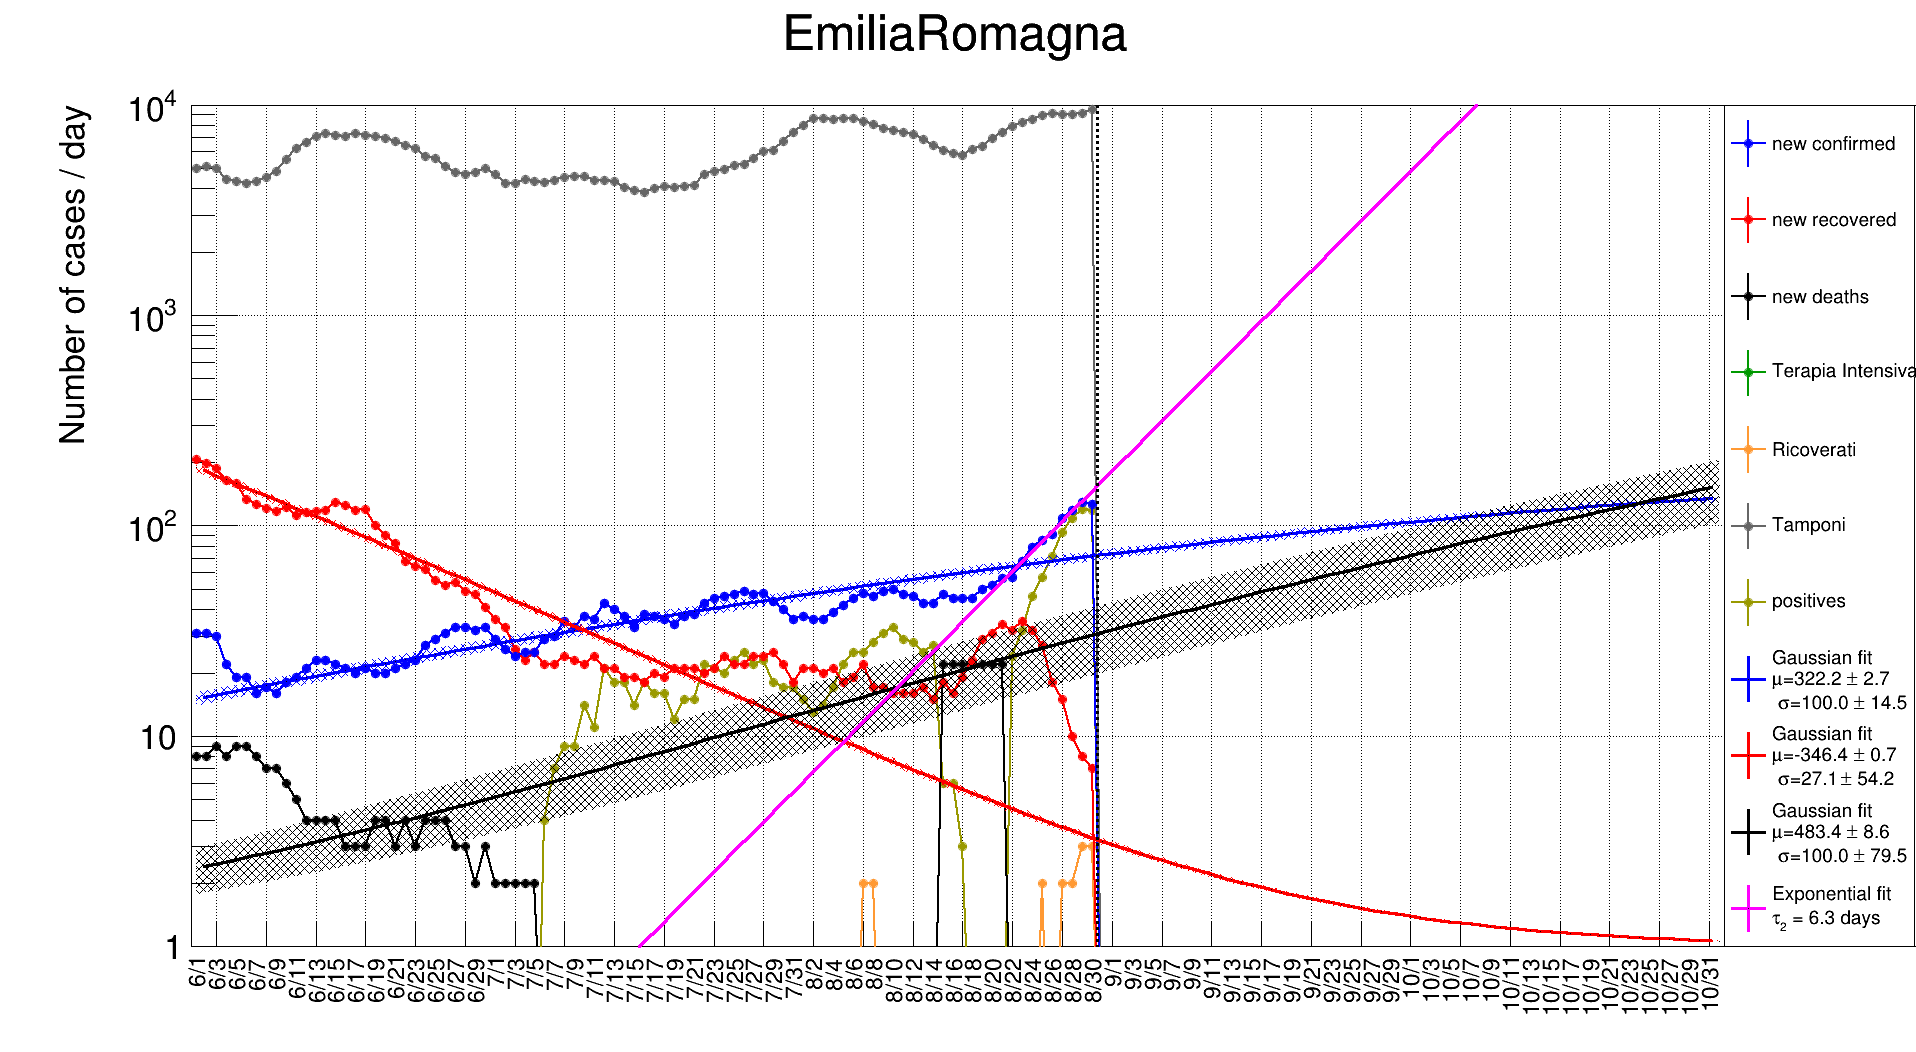 EmiliaRomagna
Number of cases / day
10^4
10^3
10^2
10
1
6/1 6/3 6/5 6/7 6/9 6/11 6/13 6/15 6/17 6/19 6/21 6/23 6/25 6/27 6/29 7/1 7/3 7/5 7/7 7/9 7/11 7/13 7/15 7/17 7/19 7/21 7/23 7/25 7/27 7/29 7/31 8/2 8/4 8/6 8/8 8/10 8/12 8/14 8/16 8/18 8/20 8/22 8/24 8/26 8/28 8/30 9/1 9/3 9/5 9/7 9/9 9/11 9/13 9/15 9/17 9/19 9/21 9/23 9/25 9/27 9/29 10/1 10/3 10/5 10/7 10/9 10/11 10/13 10/15 10/17 10/19 10/21 10/23 10/25 10/27 10/29 10/31
new confirmed
new recovered
new deaths
Terapia Intensiva
Ricoverati
Tamponi
positives
Gaussian fit
μ=322.2 ± 2.7
σ=100.0 ± 14.5
Gaussian fit
μ=-346.4 ± 0.7
σ=27.1 ± 54.2
Gaussian fit
μ=483.4 ± 8.6
σ=100.0 ± 79.5
Exponential fit
τ₂ = 6.3 days